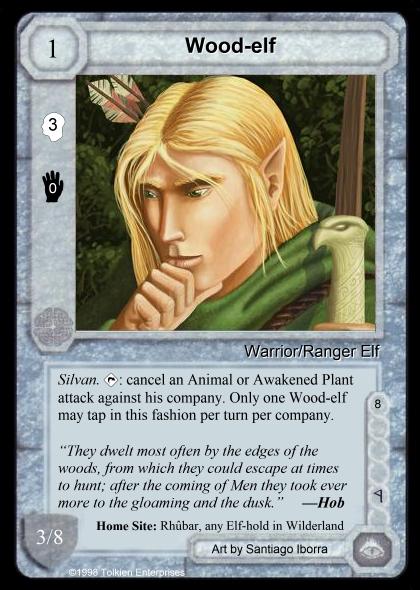 1
Wood-elf
3
0
Warrior/Ranger Elf
Silvan. : cancel an Animal or Awakened Plant
attack against his company. Only one Wood-elf
may tap in this fashion per turn per company.
“They dwelt most often by the edges of the
woods, from which they could escape at times
to hunt; after the coming of Men they took ever
more to the gloaming and the dusk.” —Hob
Home Site: Rhûbar, any Elf-hold in Wilderland
8
3/8
Art by Santiago Iborra
©1998 Tolkien Enterprises